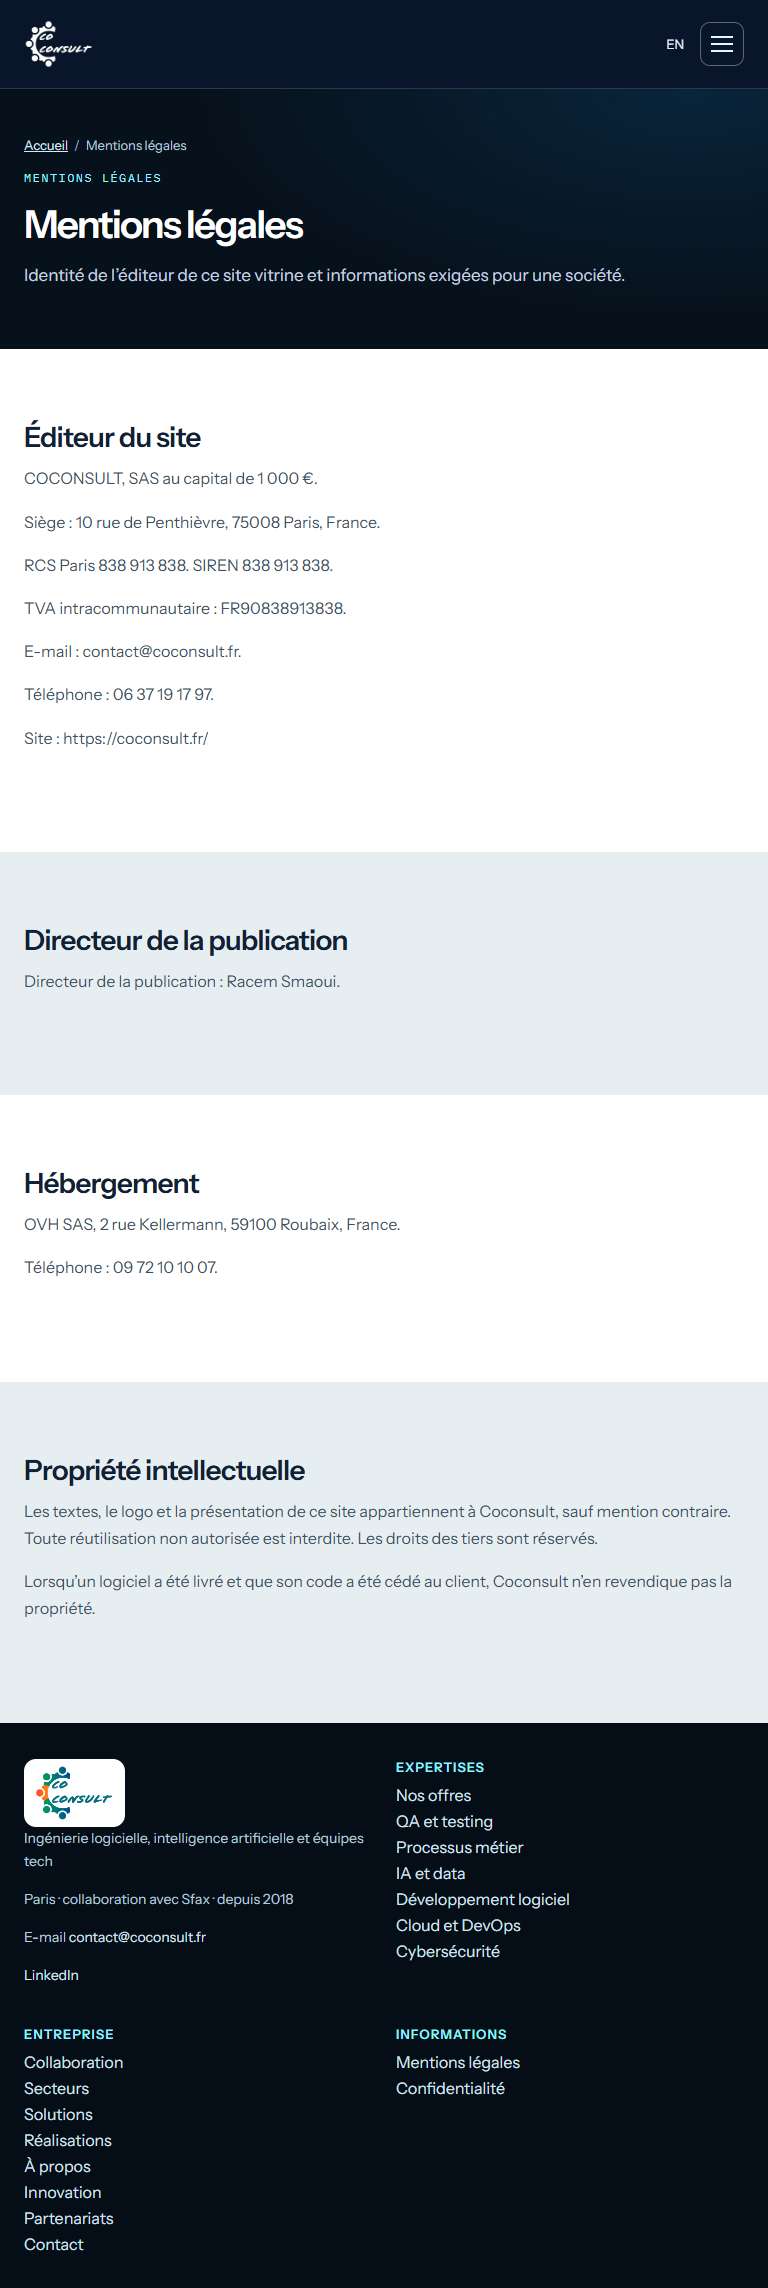 CO CONSULT
EN
Accueil / Mentions légales
MENTIONS LÉGALES
Mentions légales
Identité de l’éditeur de ce site vitrine et informations exigées pour une société.
Éditeur du site
COCONSULT, SAS au capital de 1 000 €.
Siège : 10 rue de Penthièvre, 75008 Paris, France.
RCS Paris 838 913 838. SIREN 838 913 838.
TVA intracommunautaire : FR90838913838.
E-mail : contact@coconsult.fr.
Téléphone : 06 37 19 17 97.
Site : https://coconsult.fr/
Directeur de la publication
Directeur de la publication : Racem Smaoui.
Hébergement
OVH SAS, 2 rue Kellermann, 59100 Roubaix, France.
Téléphone : 09 72 10 10 07.
Propriété intellectuelle
Les textes, le logo et la présentation de ce site appartiennent à Coconsult, sauf mention contraire.
Toute réutilisation non autorisée est interdite. Les droits des tiers sont réservés.
Lorsqu’un logiciel a été livré et que son code a été cédé au client, Coconsult n’en revendique pas la
propriété.
CO CONSULT
Ingénierie logicielle, intelligence artificielle et équipes
tech
Paris · collaboration avec Sfax · depuis 2018
E-mail contact@coconsult.fr
LinkedIn
EXPERTISES
Nos offres
QA et testing
Processus métier
IA et data
Développement logiciel
Cloud et DevOps
Cybersécurité
ENTREPRISE
Collaboration
Secteurs
Solutions
Réalisations
À propos
Innovation
Partenariats
Contact
INFORMATIONS
Mentions légales
Confidentialité